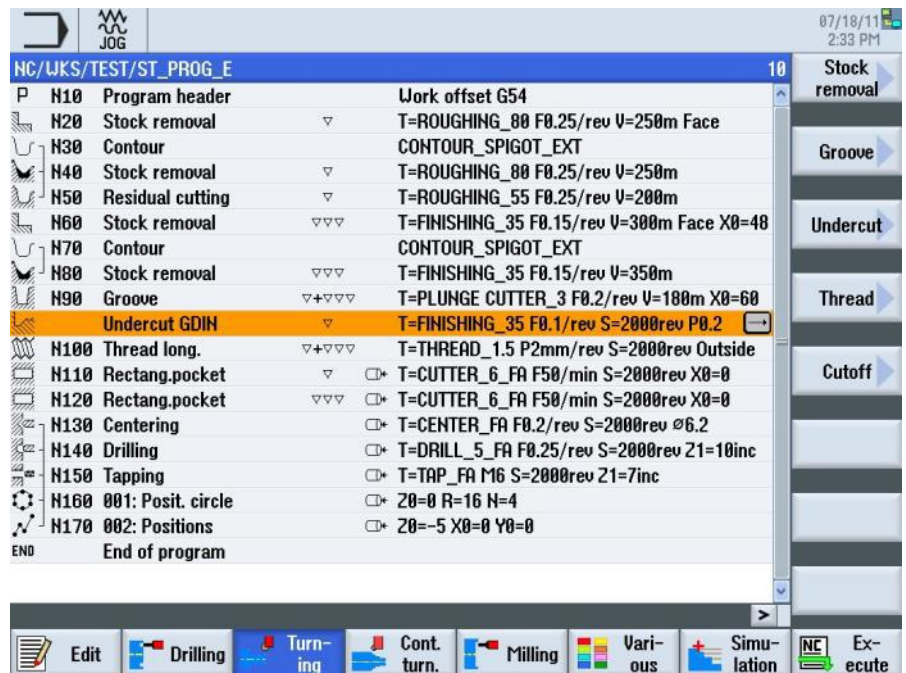 JOG
07/18/11
2:33 PM
NC/WKS/TEST/ST_PROG_E 10
P N10 Program header Work offset G54
N20 Stock removal ▽ T=ROUGHING_80 F0.25/rev V=250m Face
N30 Contour CONTOUR_SPIGOT_EXT
N40 Stock removal ▽ T=ROUGHING_80 F0.25/rev V=250m
N50 Residual cutting ▽ T=ROUGHING_55 F0.25/rev V=200m
N60 Stock removal ▽▽▽ T=FINISHING_35 F0.15/rev V=300m Face X0=48
N70 Contour CONTOUR_SPIGOT_EXT
N80 Stock removal ▽▽▽ T=FINISHING_35 F0.15/rev V=350m
N90 Groove ▽+▽▽▽ T=PLUNGE CUTTER_3 F0.2/rev V=180m X0=60
Undercut GDIN ▽ T=FINISHING_35 F0.1/rev S=2000rev P0.2 →
N100 Thread long. ▽+▽▽▽ T=THREAD_1.5 P2mm/rev S=2000rev Outside
N110 Rectang.pocket ▽ T=CUTTER_6_FA F50/min S=2000rev X0=0
N120 Rectang.pocket ▽▽▽ T=CUTTER_6_FA F50/min S=2000rev X0=0
N130 Centering T=CENTER_FA F0.2/rev S=2000rev ø6.2
N140 Drilling T=DRILL_5_FA F0.25/rev S=2000rev Z1=10inc
N150 Tapping T=TAP_FA M6 S=2000rev Z1=7inc
N160 001: Posit. circle Z0=0 R=16 N=4
N170 002: Positions Z0=-5 X0=0 Y0=0
END End of program
>
Stock
removal
Groove
Undercut
Thread
Cutoff
Edit
Drilling
Turn-
ing
Cont.
turn.
Milling
Vari-
ous
Simu-
lation
NC Ex-
ecute